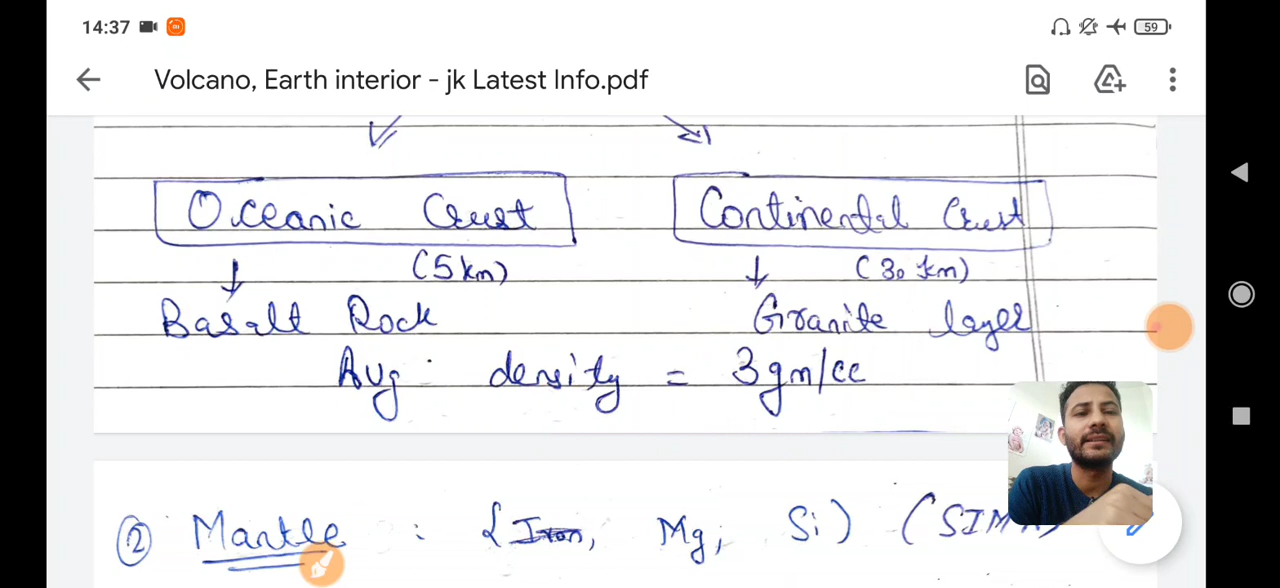 14:37 59
Volcano, Earth interior - jk Latest Info.pdf
Oceanic Crust Continental Crust
(5km) (30 km)
Basalt Rock Granite layer
Avg. density = 3gm/cc
② Mantle : {Iron, Mg, Si) (SIM